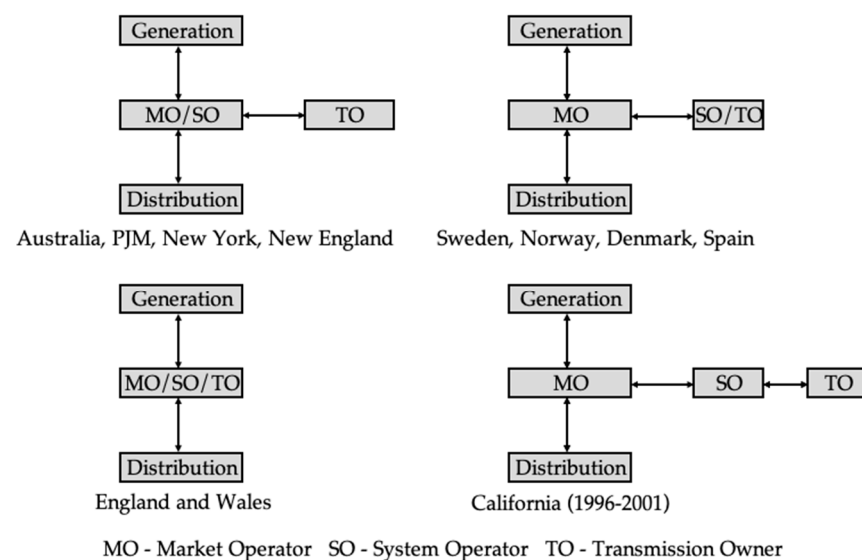 Generation
MO/SO
TO
Distribution
Australia, PJM, New York, New England
Generation
MO
SO/TO
Distribution
Sweden, Norway, Denmark, Spain
Generation
MO/SO/TO
Distribution
England and Wales
Generation
MO
SO
TO
Distribution
California (1996-2001)
MO - Market Operator SO - System Operator TO - Transmission Owner